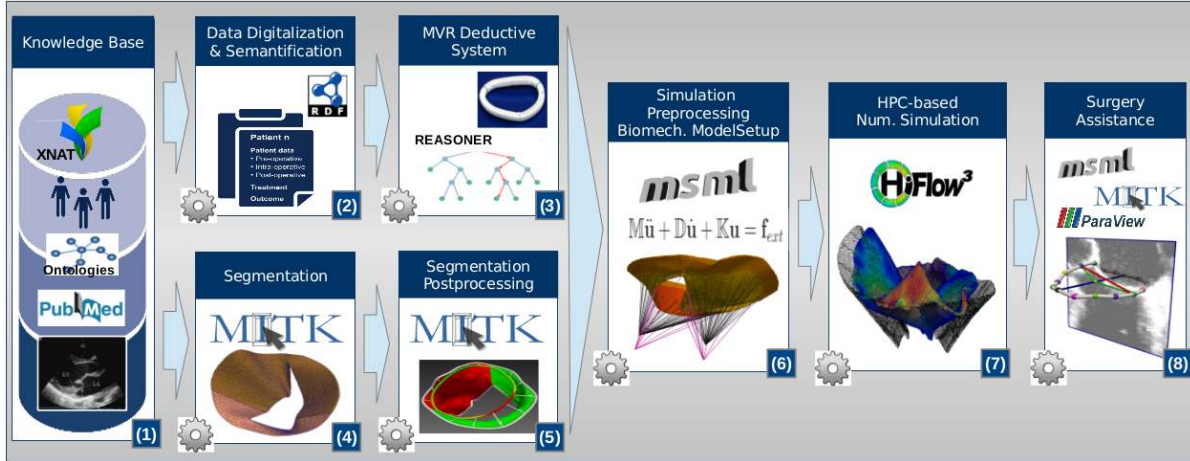 Knowledge Base
XNAT
Ontologies
PubMed
LV
LA
(1)
Data Digitalization
& Semantification
RDF
Patient n
Patient data
• Pre-operative
• Intra-operative
• Post-operative
Treatment
Outcome
(2)
MVR Deductive
System
REASONER
(3)
Segmentation
MITK
(4)
Segmentation
Postprocessing
MITK
(5)
Simulation
Preprocessing
Biomech. ModelSetup
msml
Mü + Du̇ + Ku = f_ext
(6)
HPC-based
Num. Simulation
HiFlow³
(7)
Surgery
Assistance
msml
MITK
ParaView
(8)